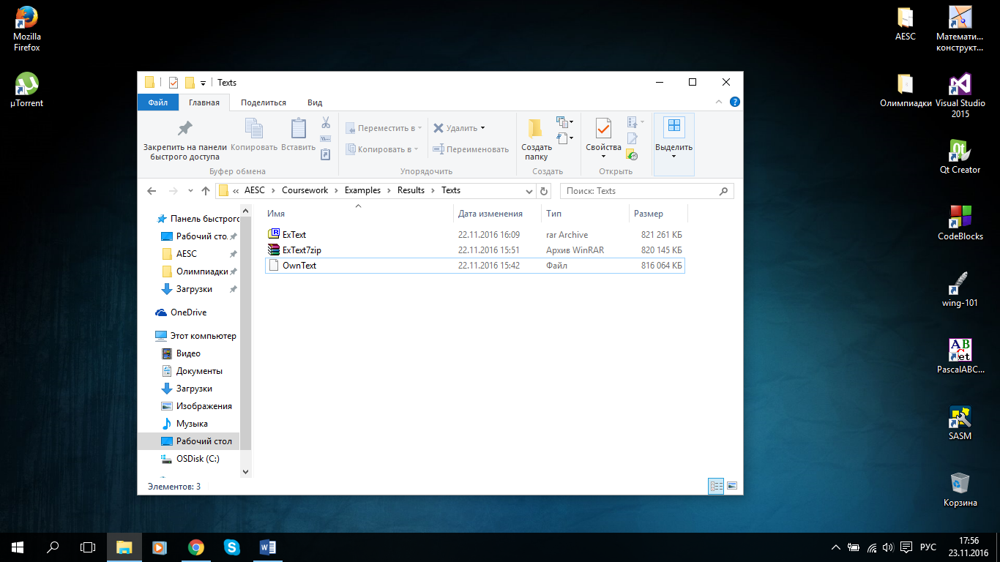 Mozilla
Firefox
µTorrent
AESC
Математи...
конструкт...
Олимпиадки
Visual Studio
2015
Qt Creator
CodeBlocks
wing-101
PascalABC...
SASM
Корзина
Texts
Файл
Главная
Поделиться
Вид
Закрепить на панели
быстрого доступа
Копировать
Вставить
Переместить в
Копировать в
Удалить
Переименовать
Создать
папку
Свойства
Выделить
Буфер обмена
Упорядочить
Создать
Открыть
« AESC > Coursework > Examples > Results > Texts
Поиск: Texts
Имя
Дата изменения
Тип
Размер
ExText 22.11.2016 16:09 rar Archive 821 261 КБ
ExText7zip 22.11.2016 15:51 Архив WinRAR 820 145 КБ
OwnText 22.11.2016 15:42 Файл 816 064 КБ
Панель быстрого
Рабочий сто.
AESC
Олимпиадки
Загрузки
OneDrive
Этот компьютер
Видео
Документы
Загрузки
Изображения
Музыка
Рабочий стол
OSDisk (C:)
Элементов: 3
РУС
17:56
23.11.2016